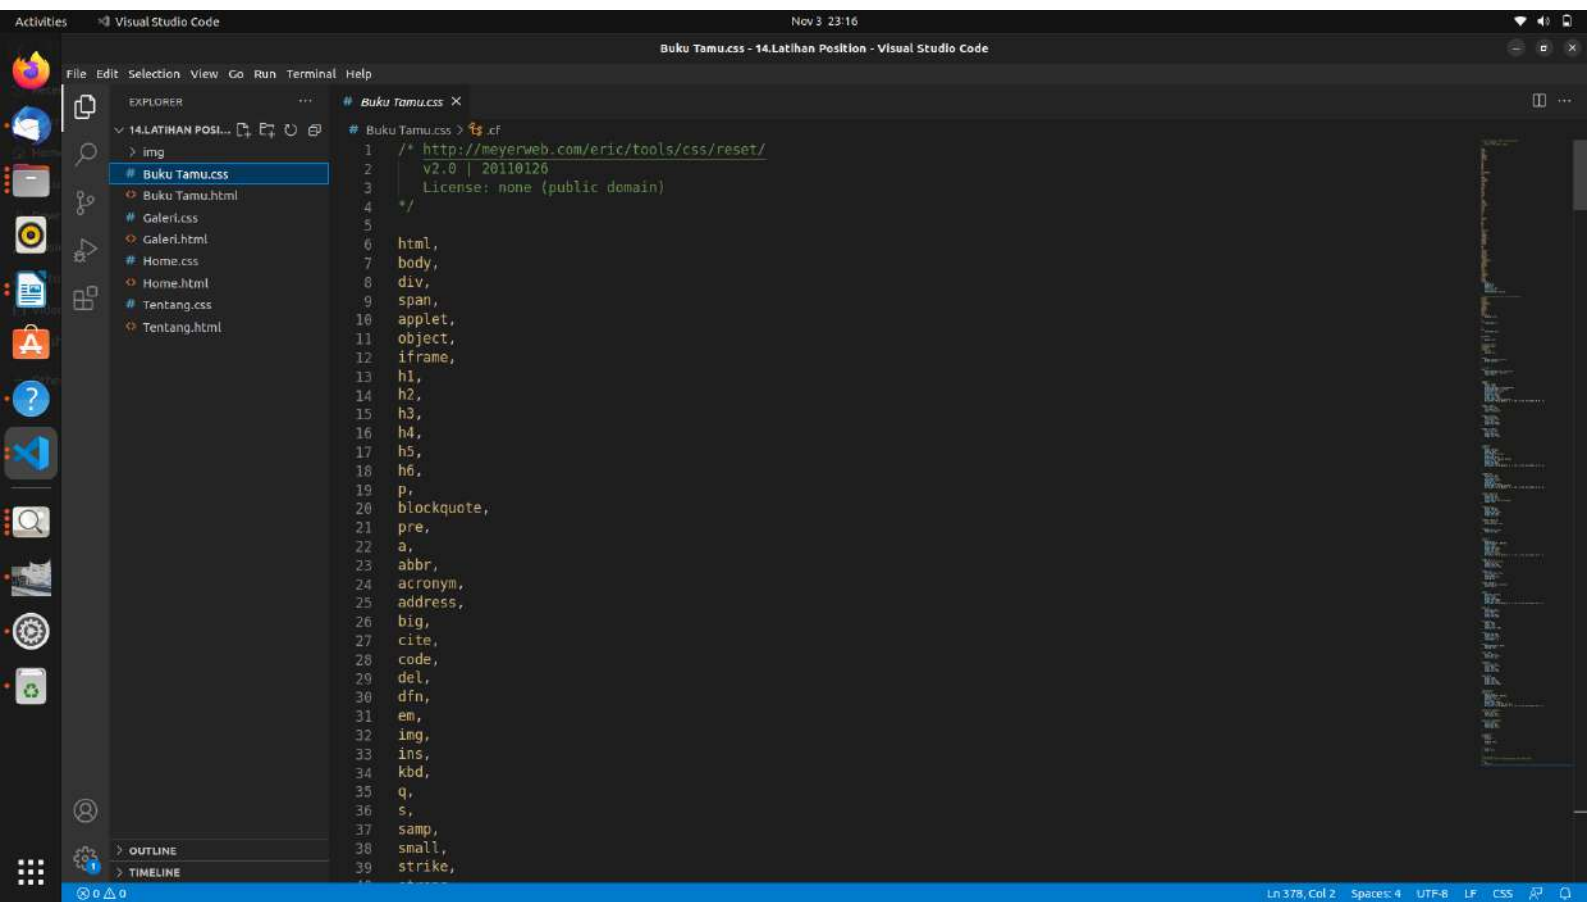 Activities Visual Studio Code Nov 3 23:16
Buku Tamu.css - 14.Latihan Position - Visual Studio Code
File Edit Selection View Go Run Terminal Help
EXPLORER
14.LATIHAN POSI...
img
Buku Tamu.css
Buku Tamu.html
Galeri.css
Galeri.html
Home.css
Home.html
Tentang.css
Tentang.html
OUTLINE
TIMELINE
# Buku Tamu.css
# Buku Tamu.css > .cf
1 /* http://meyerweb.com/eric/tools/css/reset/
2 v2.0 | 20110126
3 License: none (public domain)
4 */
5
6 html,
7 body,
8 div,
9 span,
10 applet,
11 object,
12 iframe,
13 h1,
14 h2,
15 h3,
16 h4,
17 h5,
18 h6,
19 p,
20 blockquote,
21 pre,
22 a,
23 abbr,
24 acronym,
25 address,
26 big,
27 cite,
28 code,
29 del,
30 dfn,
31 em,
32 img,
33 ins,
34 kbd,
35 q,
36 s,
37 samp,
38 small,
39 strike,
0 0 Ln 378, Col 2 Spaces: 4 UTF-8 LF CSS